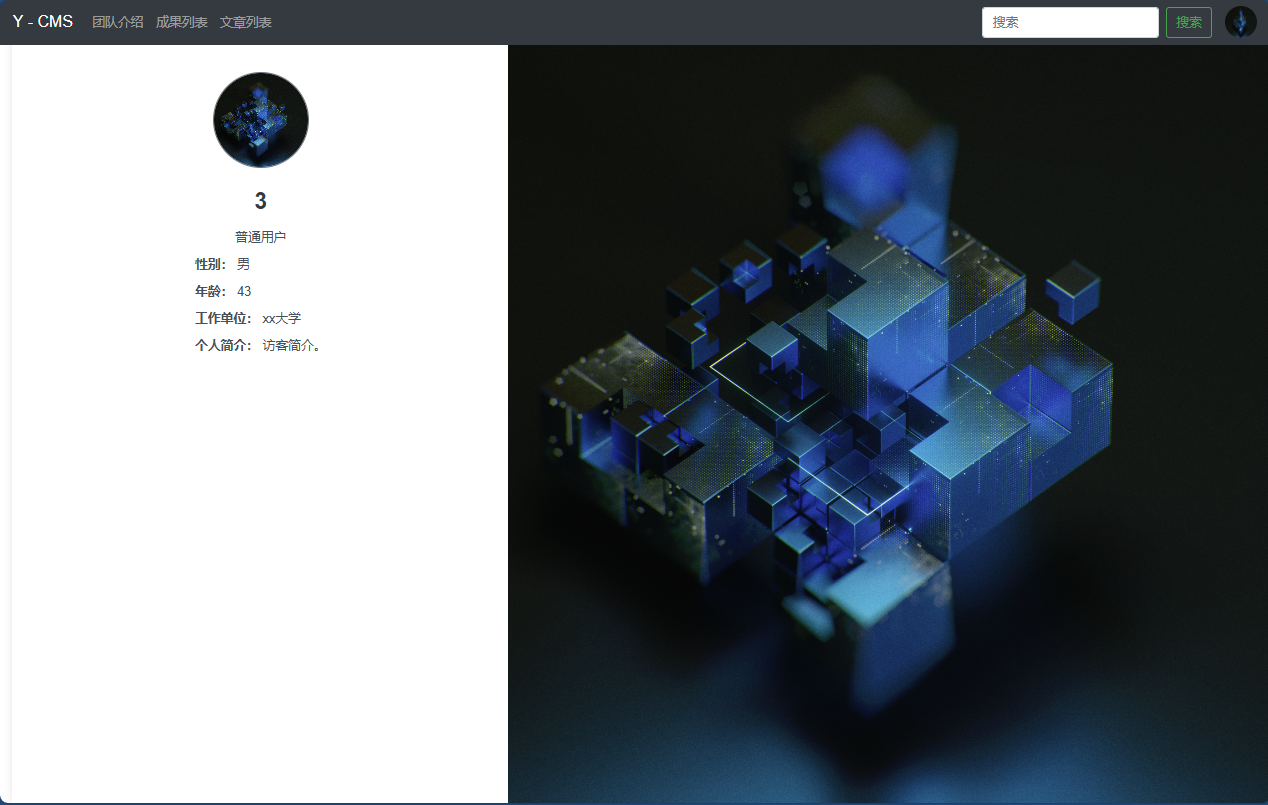 Y - CMS 团队介绍 成果列表 文章列表 搜索 搜索
3
普通用户
性别： 男
年龄： 43
工作单位： xx大学
个人简介： 访客简介。